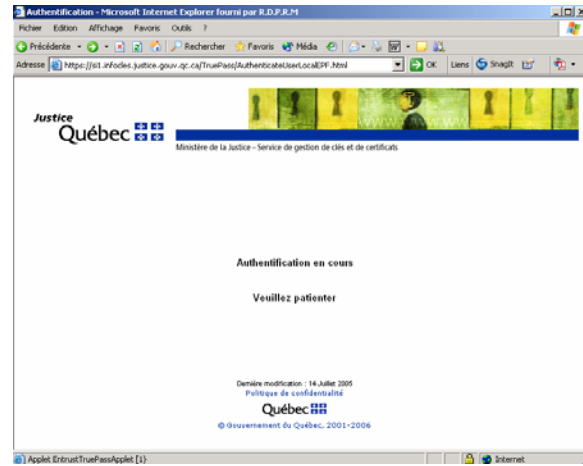 Authentification - Microsoft Internet Explorer fourni par R.D.P.R.M
Fichier Edition Affichage Favoris Outils ?
Précédente Rechercher Favoris Média
Adresse https://si1.infocles.justice.gouv.qc.ca/TruePass/AuthenticateUserLocalEPF.html OK Liens SnagIt
Justice
Québec
Ministère de la Justice – Service de gestion de clés et de certificats
Authentification en cours
Veuillez patienter
Dernière modification : 14 Juillet 2005
Politique de confidentialité
Québec
© Gouvernement du Québec, 2001-2006
Applet EntrustTruePassApplet [1} Internet